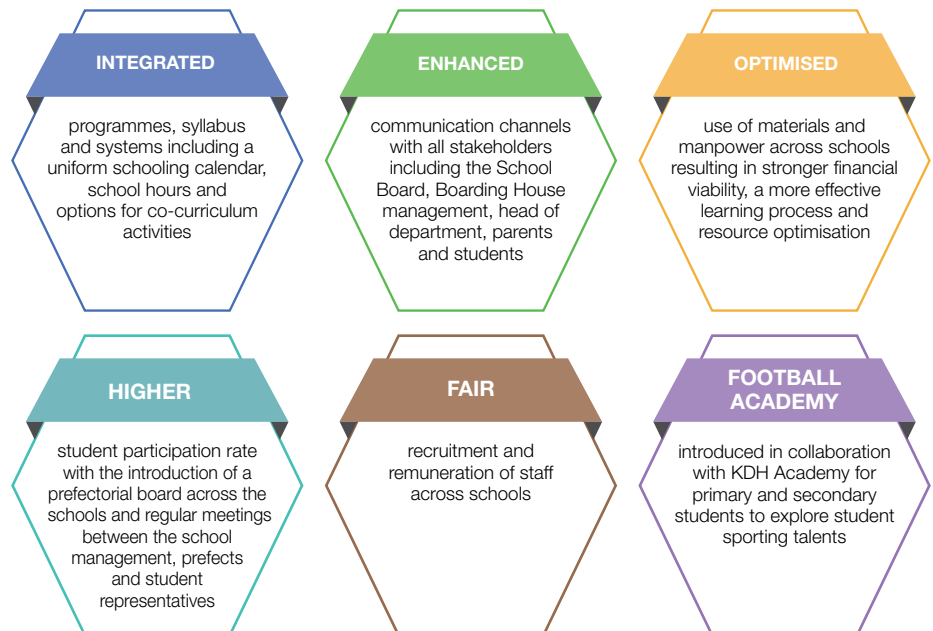 INTEGRATED
programmes, syllabus
and systems including a
uniform schooling calendar,
school hours and
options for co-curriculum
activities
ENHANCED
communication channels
with all stakeholders
including the School
Board, Boarding House
management, head of
department, parents
and students
OPTIMISED
use of materials and
manpower across schools
resulting in stronger financial
viability, a more effective
learning process and
resource optimisation
HIGHER
student participation rate
with the introduction of a
prefectorial board across the
schools and regular meetings
between the school
management, prefects
and student
representatives
FAIR
recruitment and
remuneration of staff
across schools
FOOTBALL
ACADEMY
introduced in collaboration
with KDH Academy for
primary and secondary
students to explore student
sporting talents